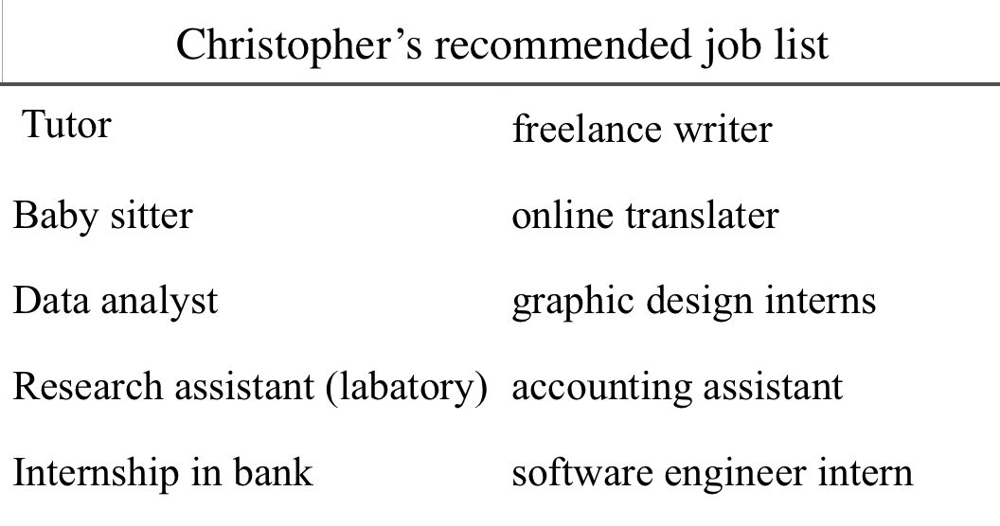 Christopher’s recommended job list
Tutor
freelance writer
Baby sitter
online translater
Data analyst
graphic design interns
Research assistant (labatory)
accounting assistant
Internship in bank
software engineer intern